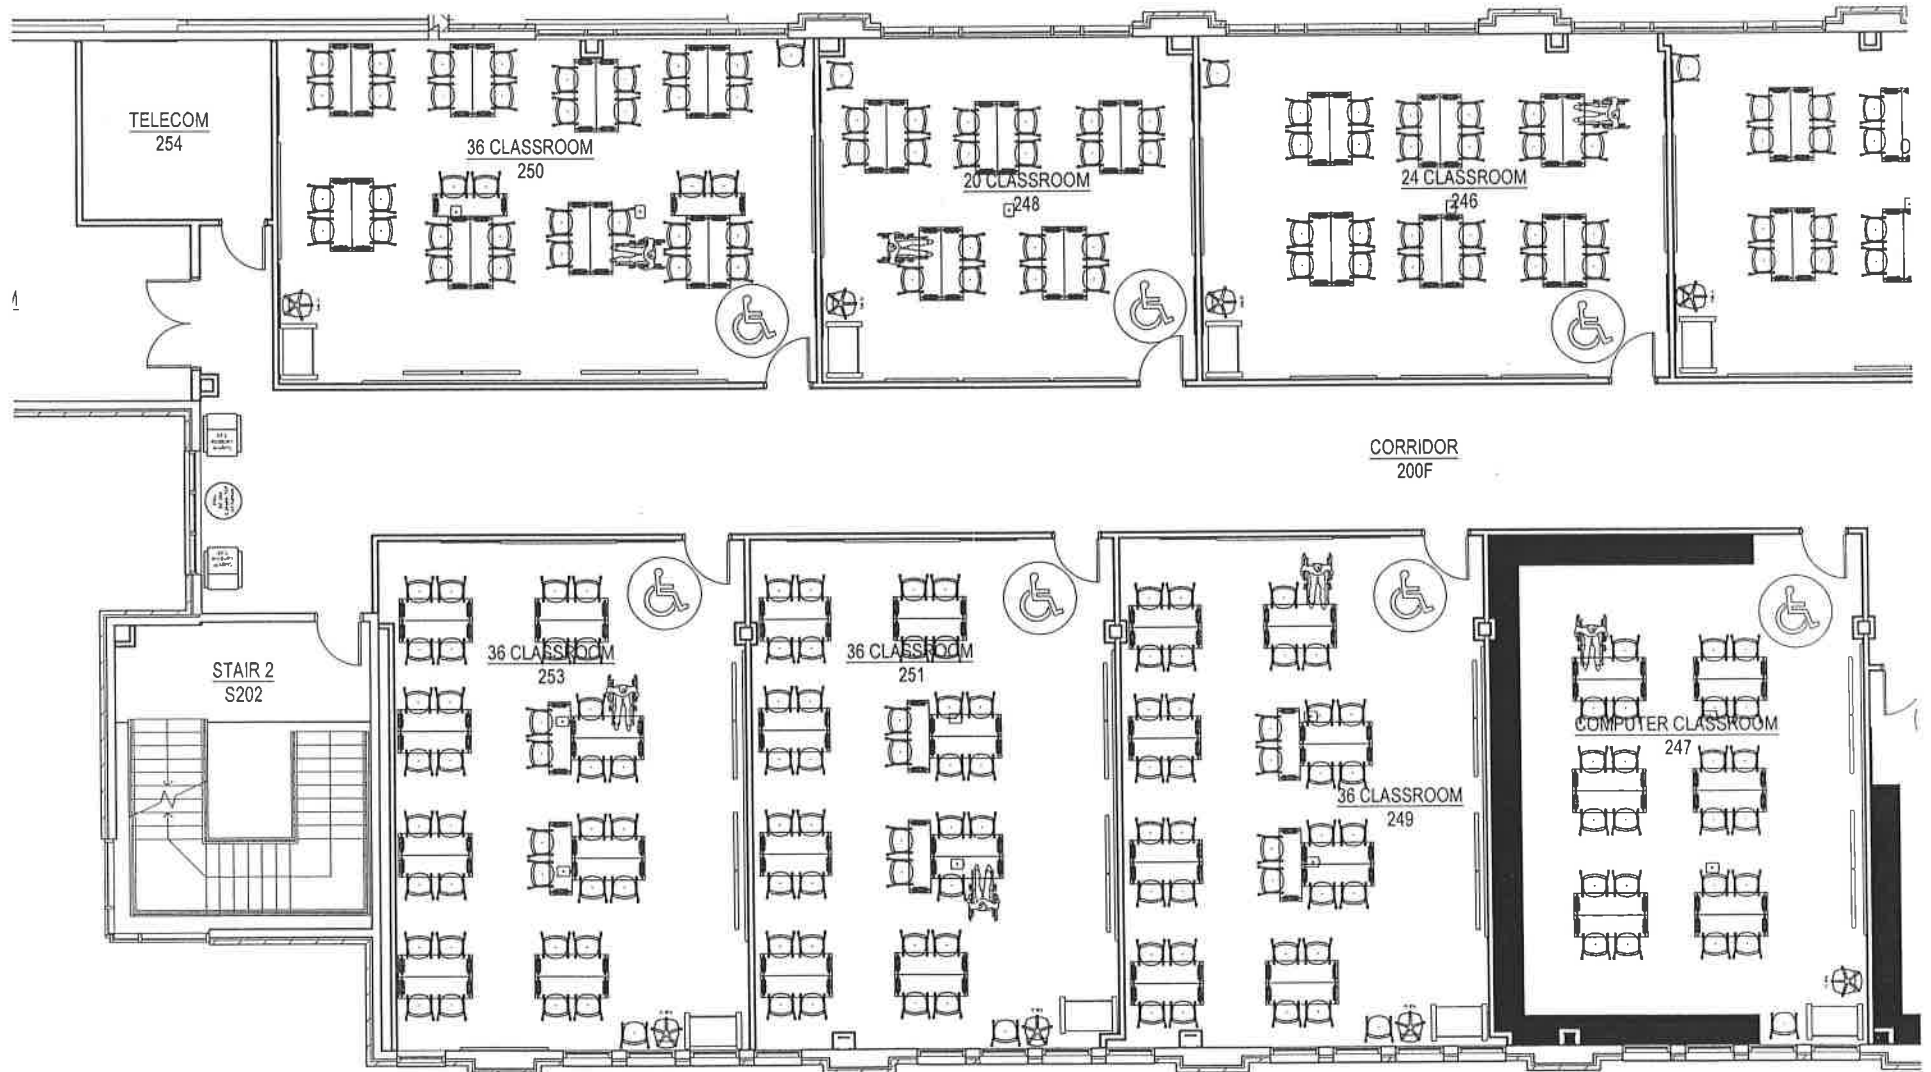 TELECOM
254
36 CLASSROOM
250
20 CLASSROOM
248
24 CLASSROOM
246
CORRIDOR
200F
STAIR 2
S202
36 CLASSROOM
253
36 CLASSROOM
251
36 CLASSROOM
249
COMPUTER CLASSROOM
247